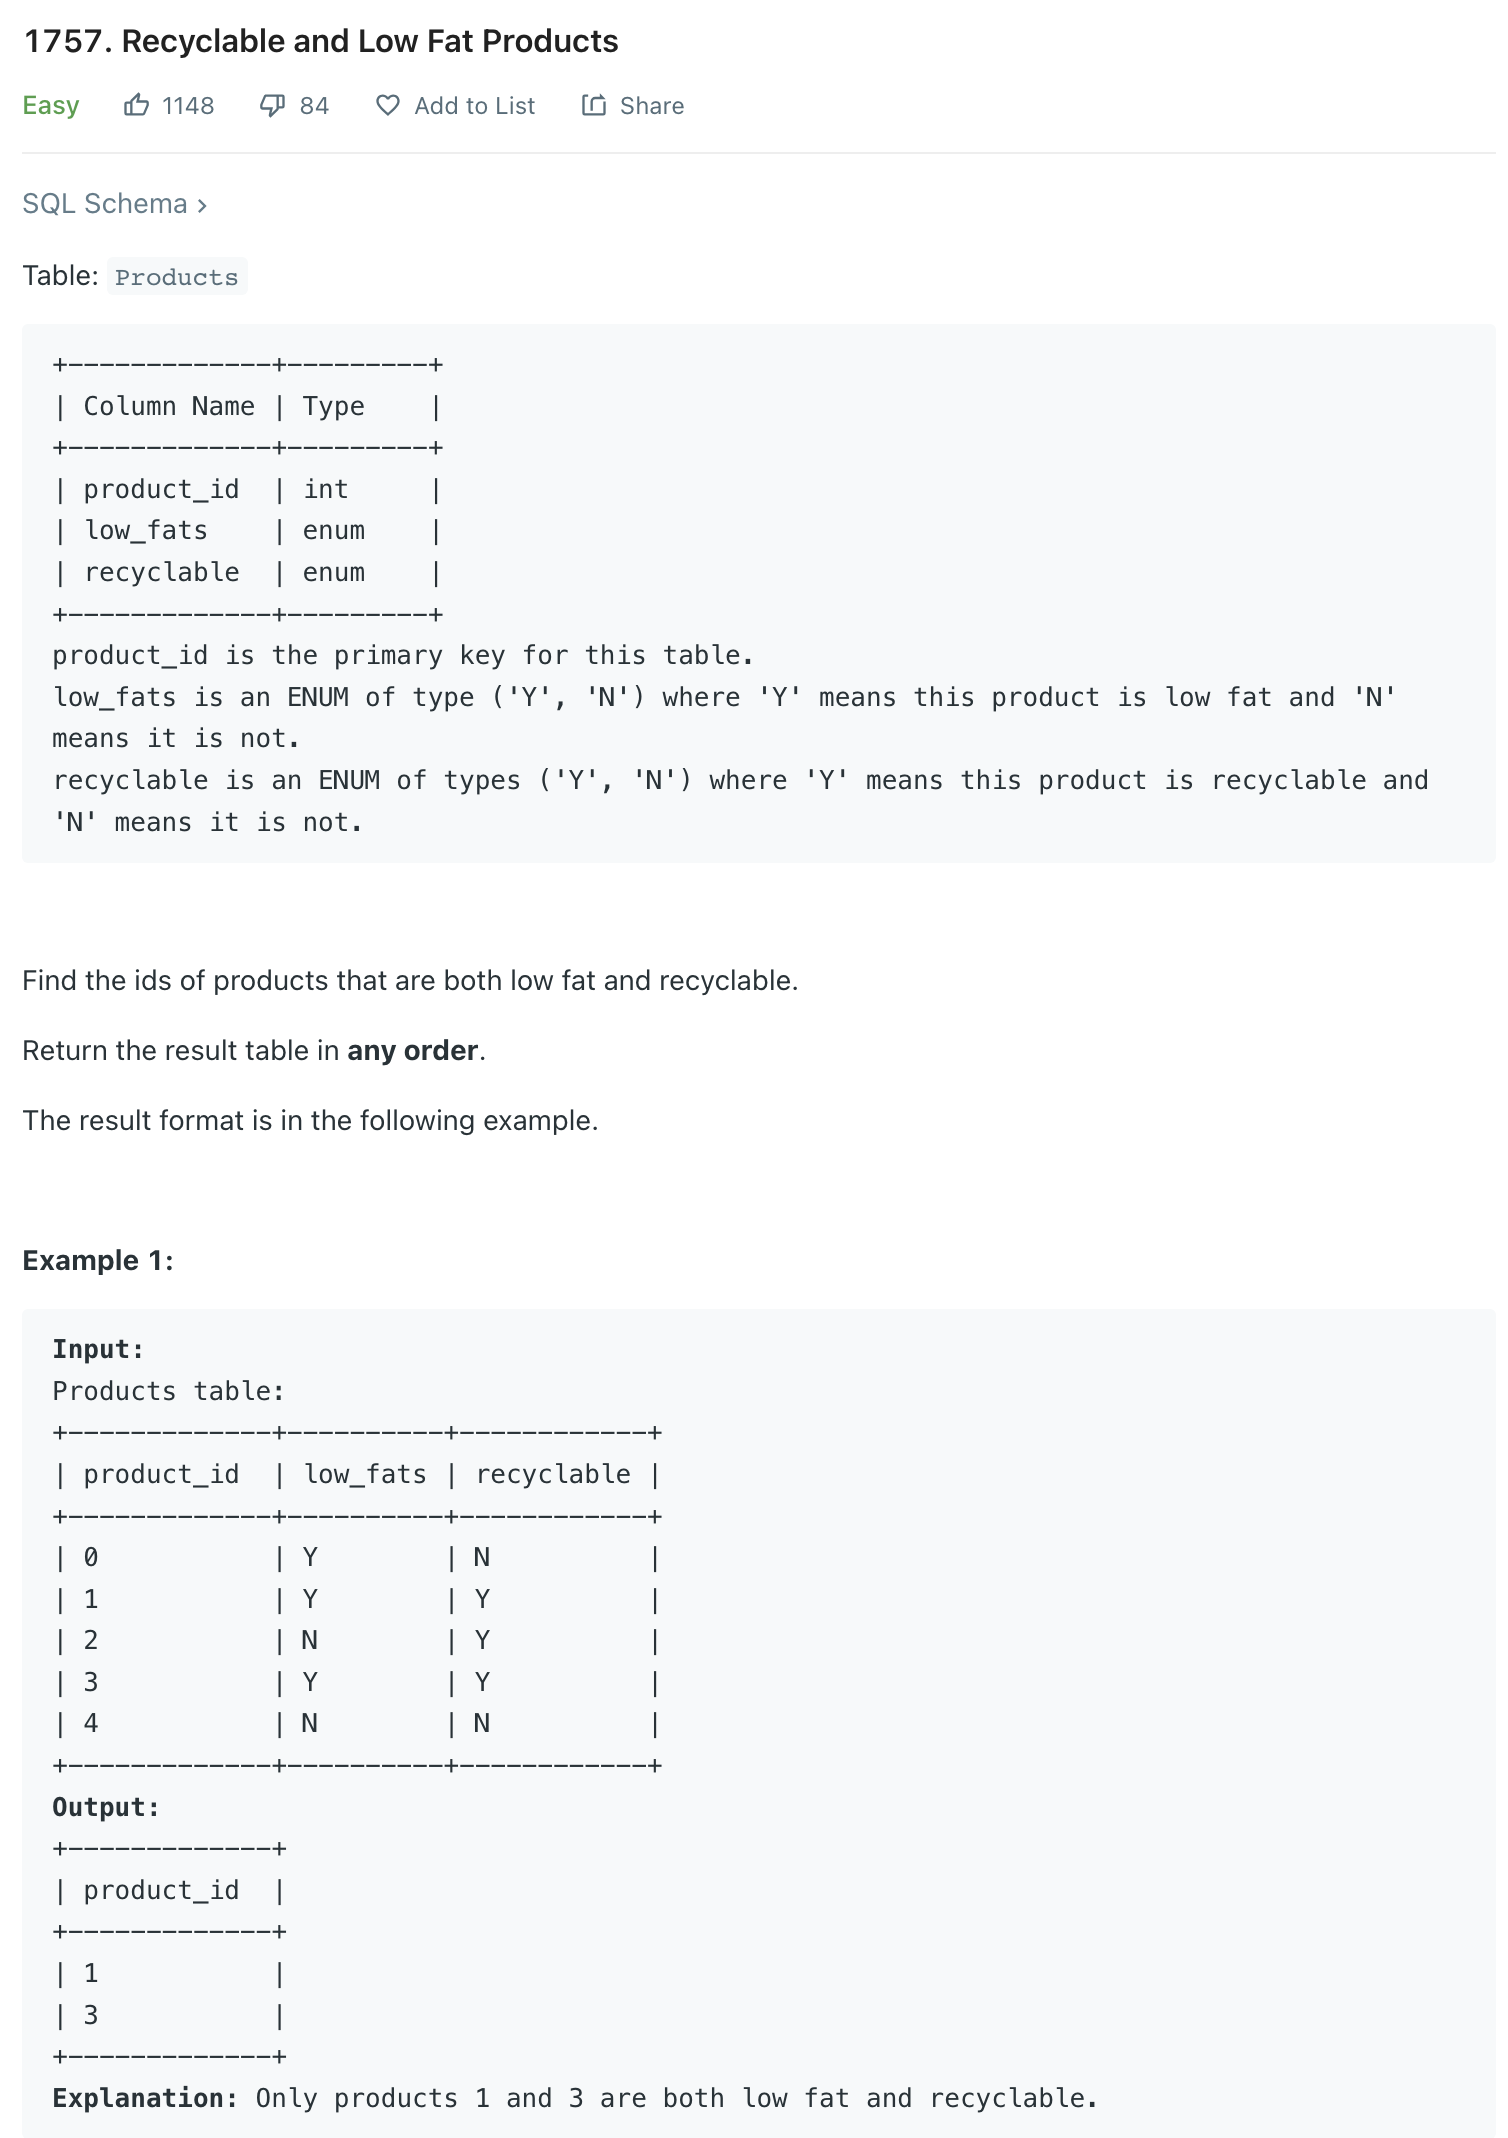 1757. Recyclable and Low Fat Products
Easy 1148 84 Add to List Share
SQL Schema ›
Table: Products
+-------------+---------+
| Column Name | Type    |
+-------------+---------+
| product_id  | int     |
| low_fats    | enum    |
| recyclable  | enum    |
+-------------+---------+
product_id is the primary key for this table.
low_fats is an ENUM of type ('Y', 'N') where 'Y' means this product is low fat and 'N'
means it is not.
recyclable is an ENUM of types ('Y', 'N') where 'Y' means this product is recyclable and
'N' means it is not.
Find the ids of products that are both low fat and recyclable.
Return the result table in any order.
The result format is in the following example.
Example 1:
Input:
Products table:
+-------------+----------+------------+
| product_id  | low_fats | recyclable |
+-------------+----------+------------+
| 0           | Y        | N          |
| 1           | Y        | Y          |
| 2           | N        | Y          |
| 3           | Y        | Y          |
| 4           | N        | N          |
+-------------+----------+------------+
Output:
+-------------+
| product_id  |
+-------------+
| 1           |
| 3           |
+-------------+
Explanation: Only products 1 and 3 are both low fat and recyclable.